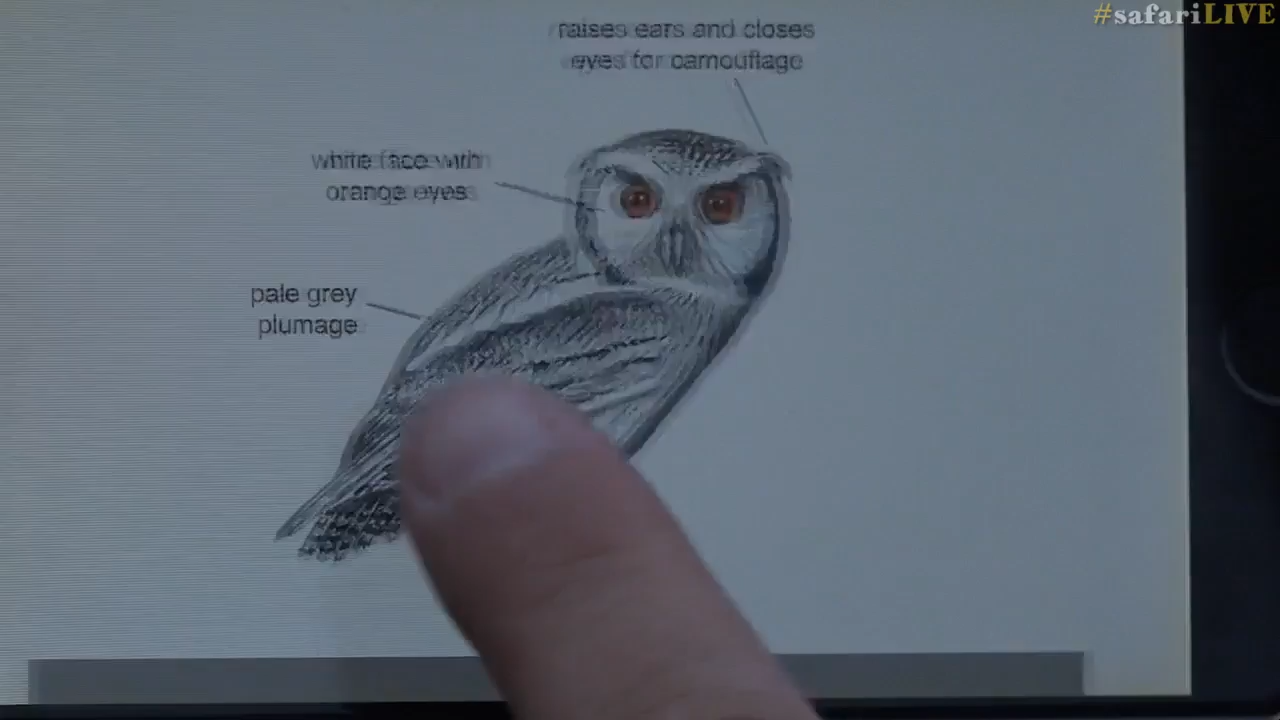 #safariLIVE
raises ears and closes
eyes for camouflage
white face with
orange eyes
pale grey
plumage